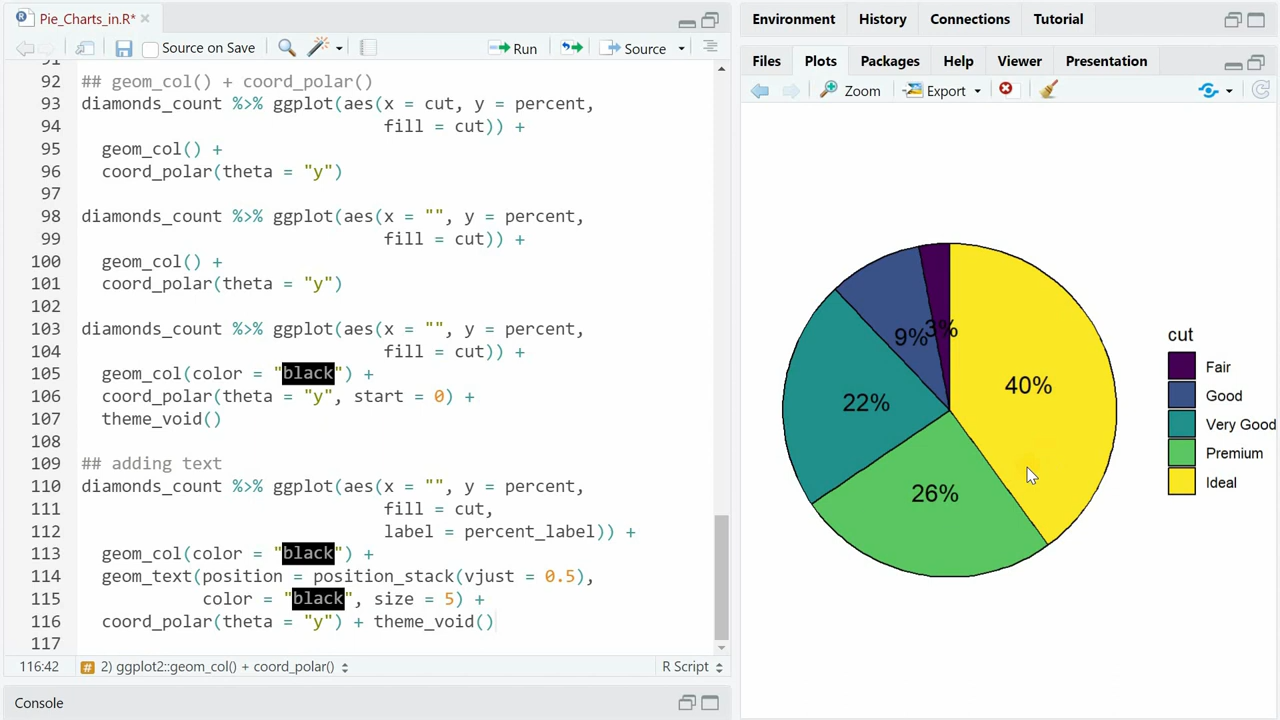 Pie_Charts_in.R*
Source on Save
Run
Source
91
92 ## geom_col() + coord_polar()
93 diamonds_count %>% ggplot(aes(x = cut, y = percent,
94 fill = cut)) +
95 geom_col() +
96 coord_polar(theta = "y")
97
98 diamonds_count %>% ggplot(aes(x = "", y = percent,
99 fill = cut)) +
100 geom_col() +
101 coord_polar(theta = "y")
102
103 diamonds_count %>% ggplot(aes(x = "", y = percent,
104 fill = cut)) +
105 geom_col(color = "black") +
106 coord_polar(theta = "y", start = 0) +
107 theme_void()
108
109 ## adding text
110 diamonds_count %>% ggplot(aes(x = "", y = percent,
111 fill = cut,
112 label = percent_label)) +
113 geom_col(color = "black") +
114 geom_text(position = position_stack(vjust = 0.5),
115 color = "black", size = 5) +
116 coord_polar(theta = "y") + theme_void()
117
116:42 # 2) ggplot2::geom_col() + coord_polar() R Script
Console
Environment History Connections Tutorial
Files Plots Packages Help Viewer Presentation
Zoom Export
9% 3%
40%
22%
26%
cut
Fair
Good
Very Good
Premium
Ideal